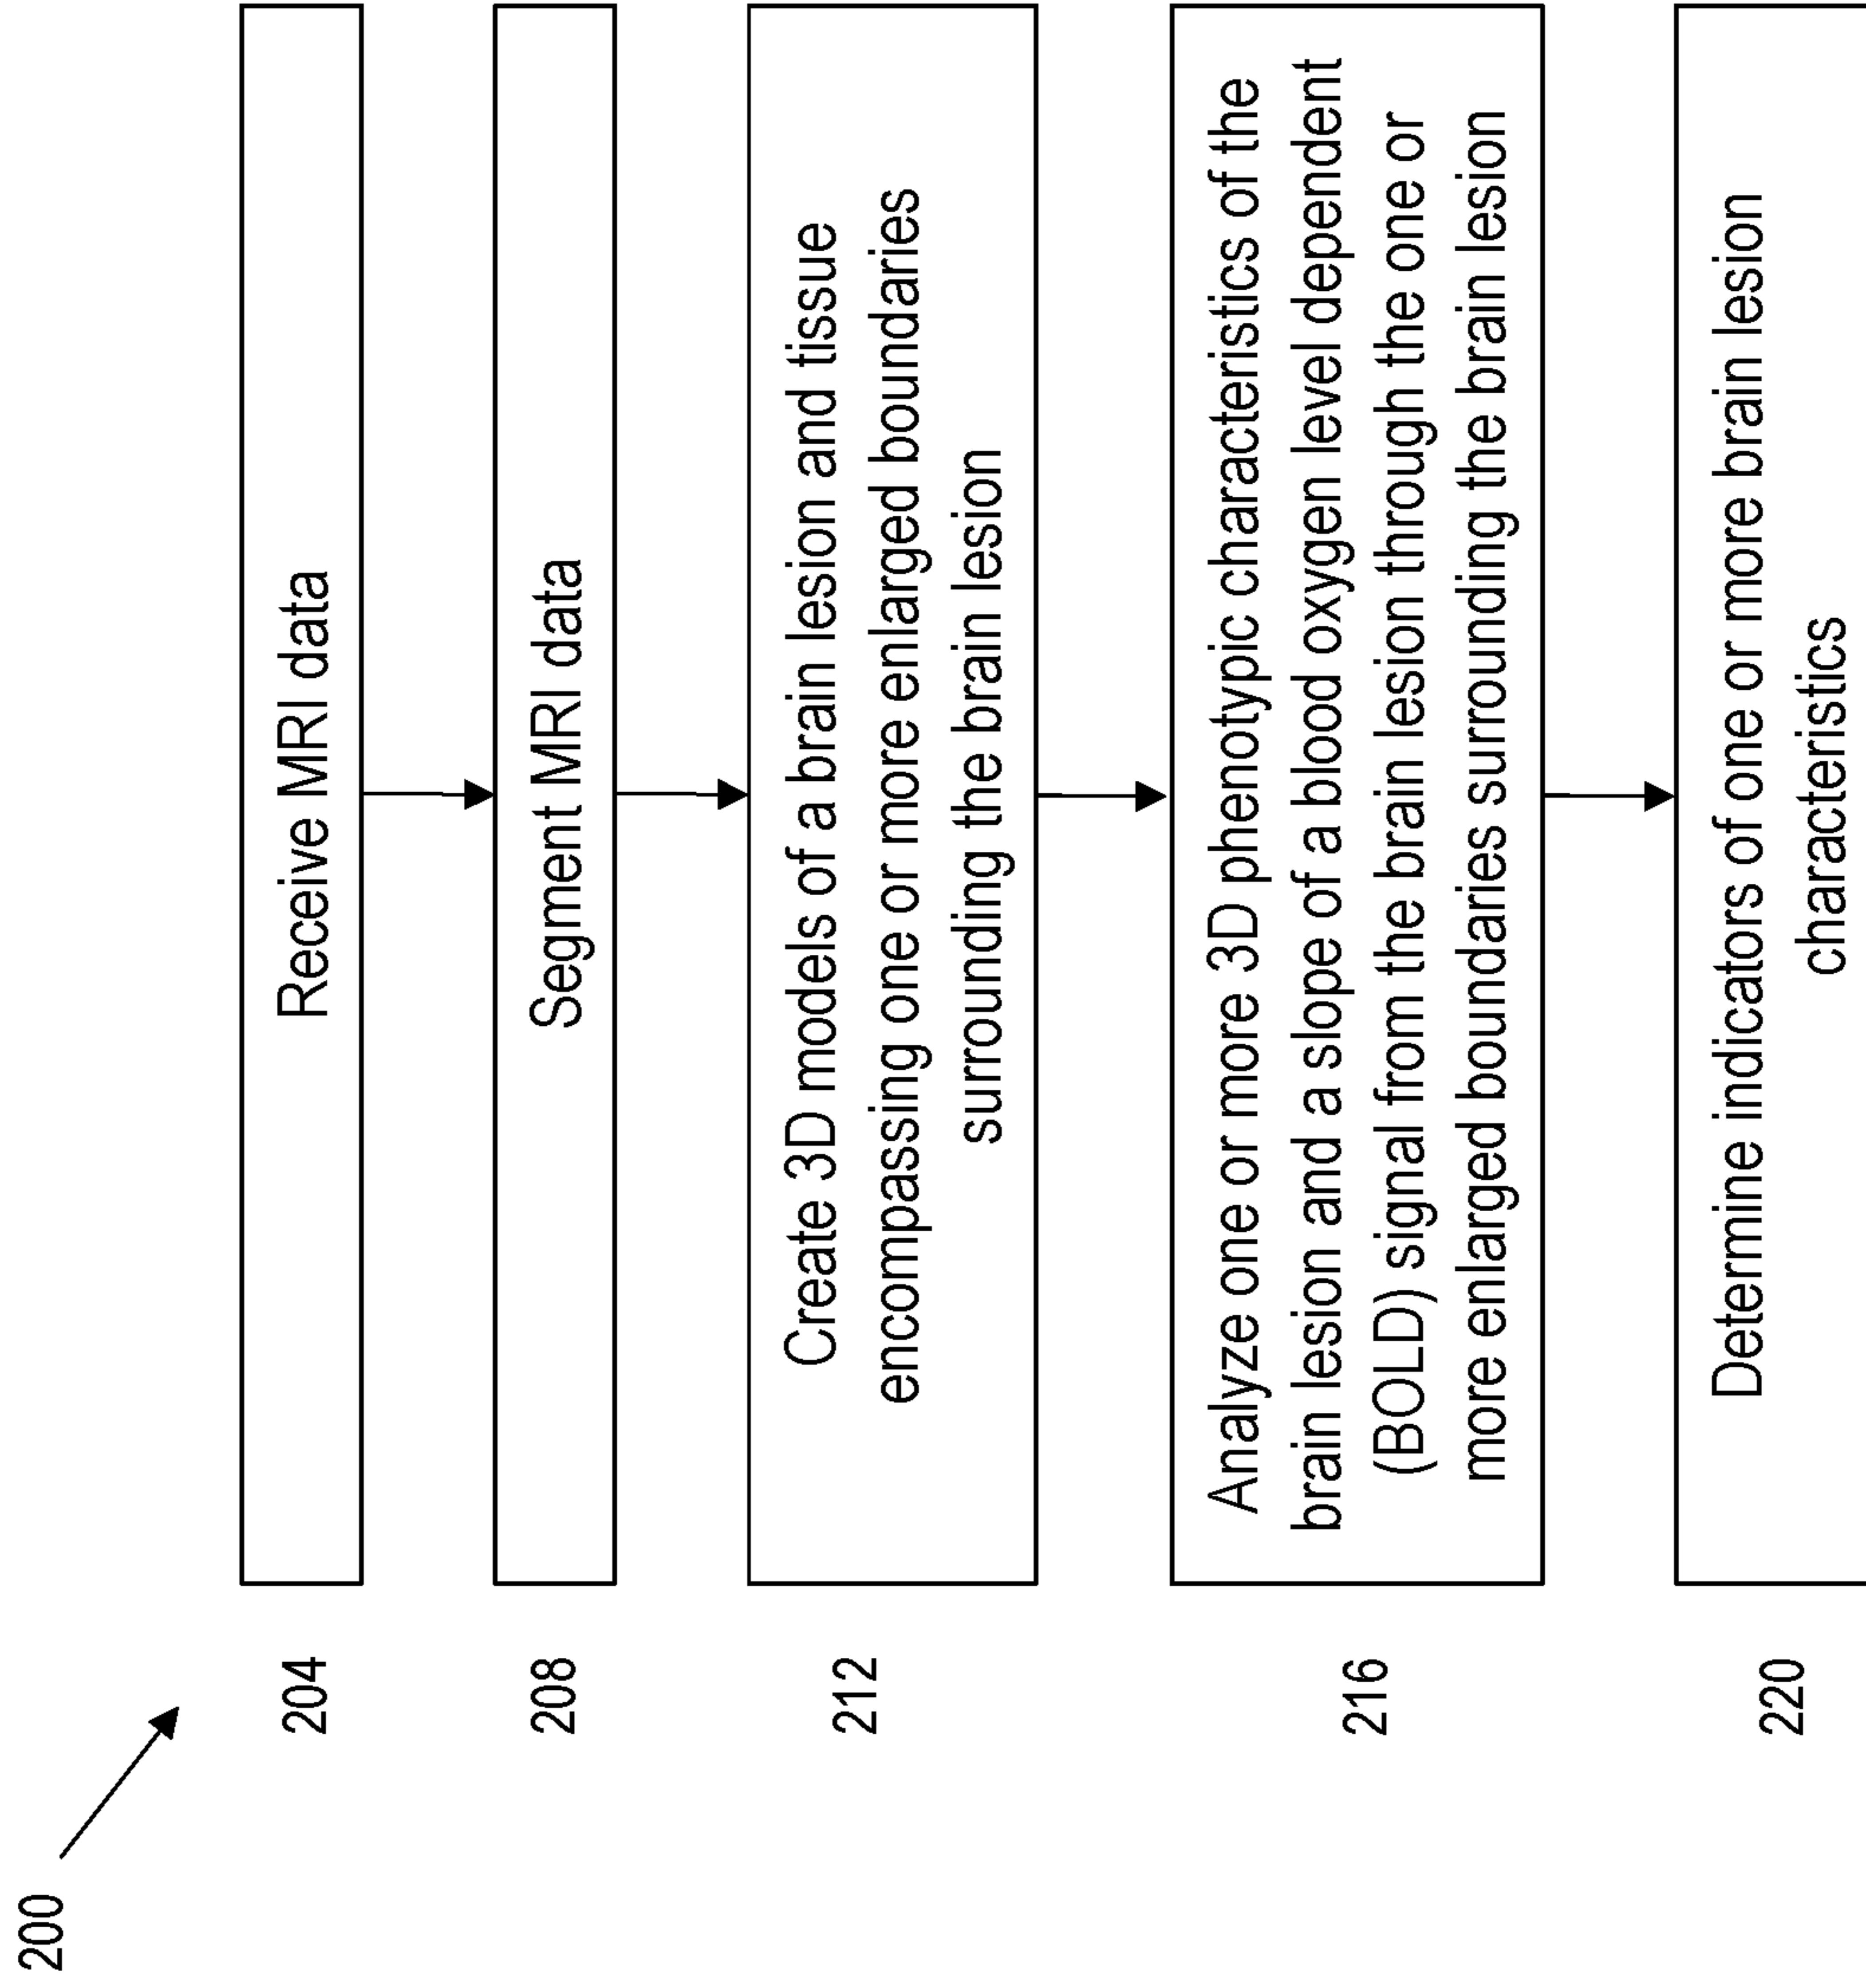 200
204
Receive MRI data
208
Segment MRI data
212
Create 3D models of a brain lesion and tissue
encompassing one or more enlarged boundaries
surrounding the brain lesion
216
Analyze one or more 3D phenotypic characteristics of the
brain lesion and a slope of a blood oxygen level dependent
(BOLD) signal from the brain lesion through the one or
more enlarged boundaries surrounding the brain lesion
220
Determine indicators of one or more brain lesion
characteristics